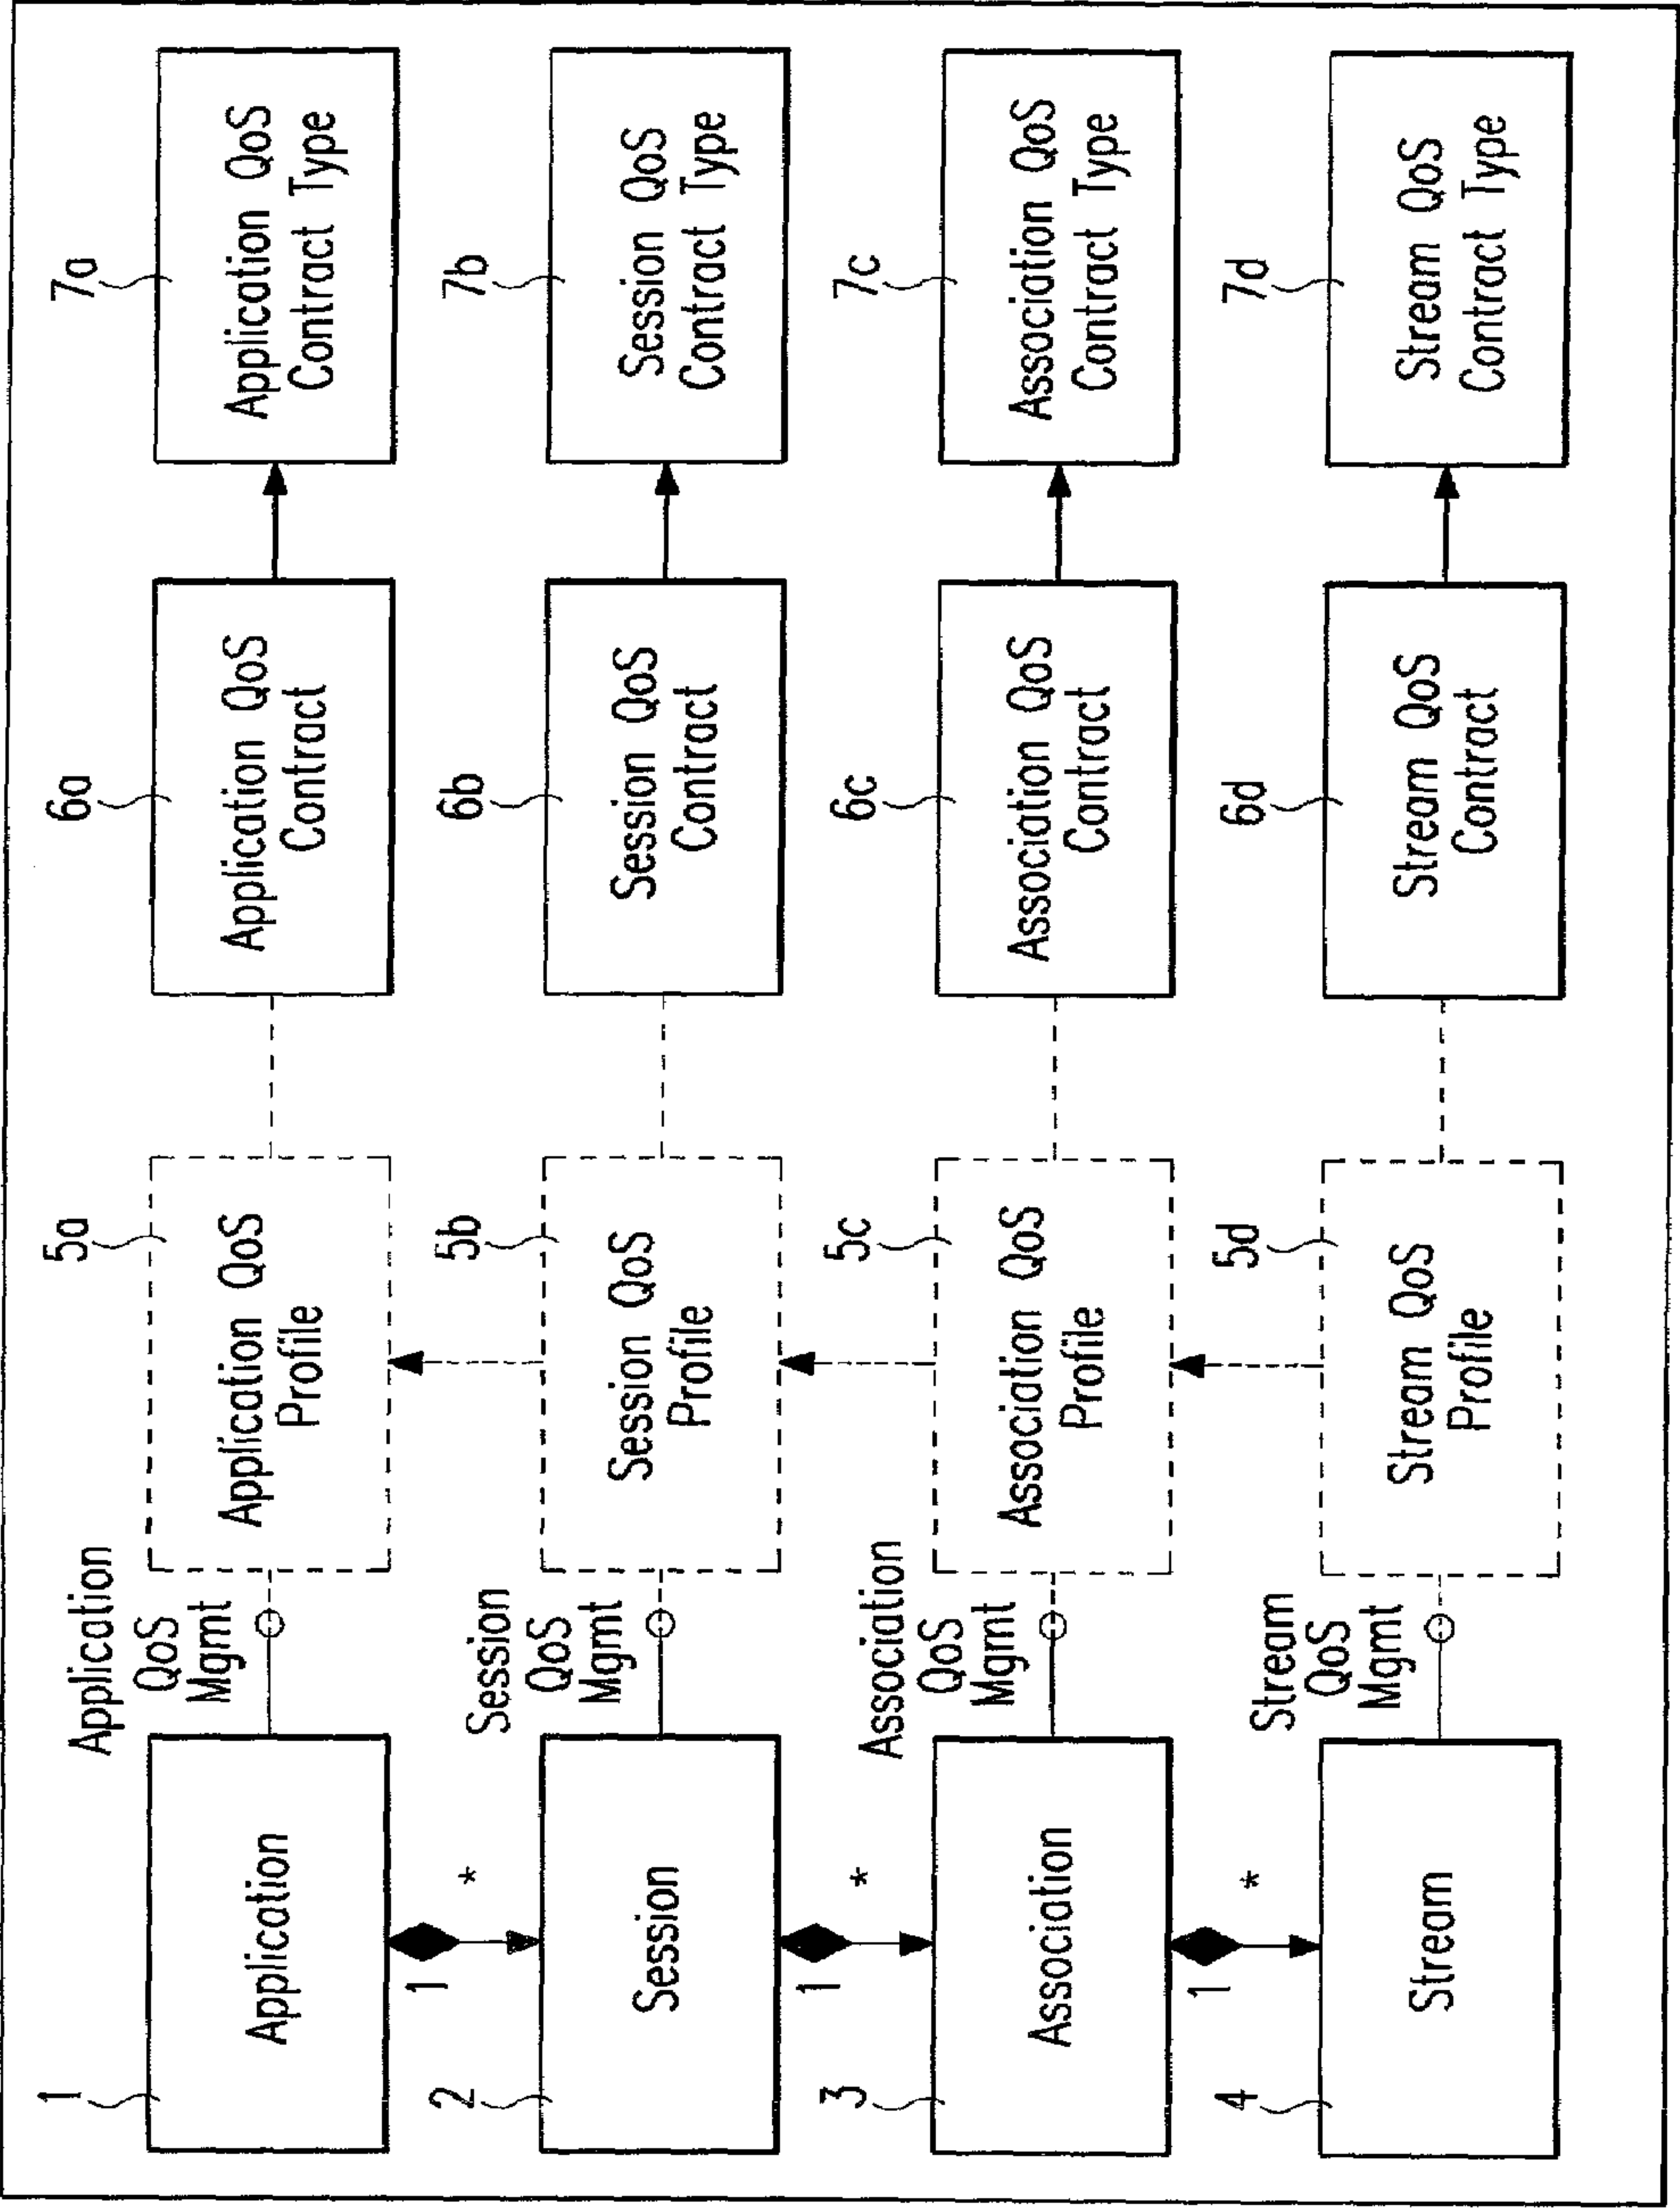 1
Application
Application
QoS
Mgmt
5a
Application QoS
Profile
6a
Application QoS
Contract
7a
Application QoS
Contract Type
1
*
2
Session
Session
QoS
Mgmt
5b
Session QoS
Profile
6b
Session QoS
Contract
7b
Session QoS
Contract Type
1
*
3
Association
Association
QoS
Mgmt
5c
Association QoS
Profile
6c
Association QoS
Contract
7c
Association QoS
Contract Type
1
*
4
Stream
Stream
QoS
Mgmt
5d
Stream QoS
Profile
6d
Stream QoS
Contract
7d
Stream QoS
Contract Type